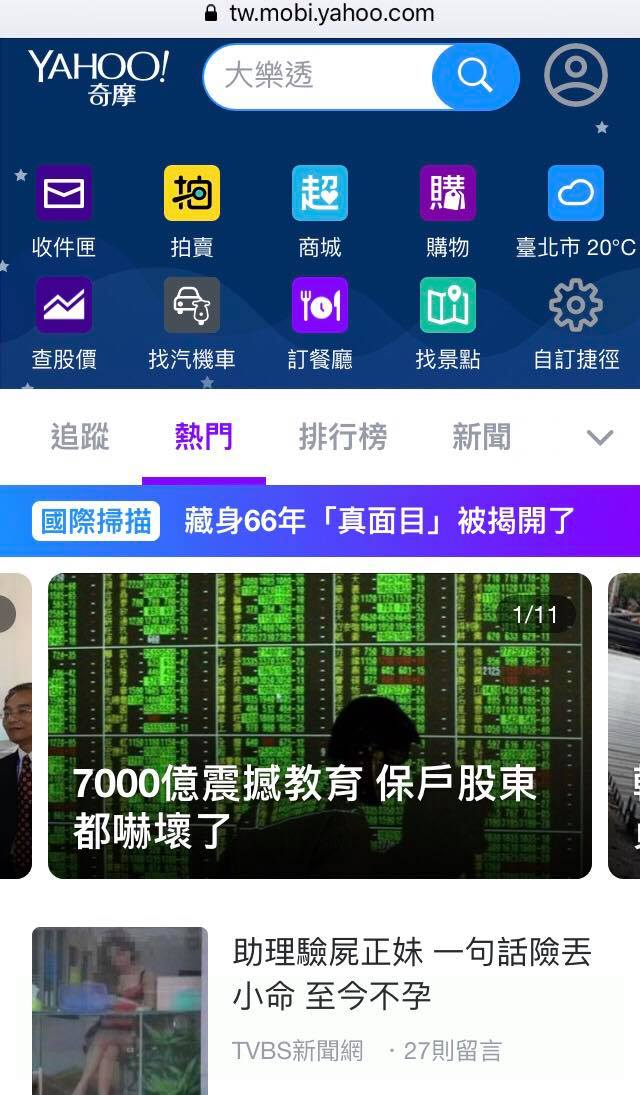 tw.mobi.yahoo.com
YAHOO!
奇摩
大樂透
拍
超
購
收件匣
拍賣
商城
購物
臺北市 20°C
查股價
找汽機車
訂餐廳
找景點
自訂捷徑
追蹤
熱門
排行榜
新聞
國際掃描
藏身66年「真面目」被揭開了
1/11
7000億震撼教育 保戶股東
都嚇壞了
助理驗屍正妹 一句話險丟
小命 至今不孕
TVBS新聞網 ・27則留言